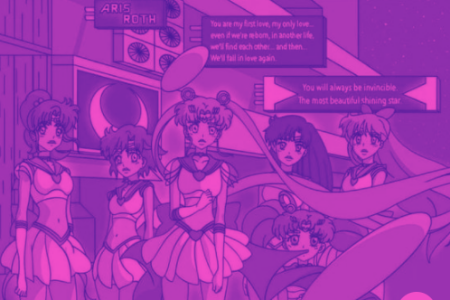 ARIS
ROTH
You are my first love, my only love...
even if we're reborn, in another life,
we'll find each other... and then...
We'll fall in love again.
You will always be invincible
The most beautiful shining star.